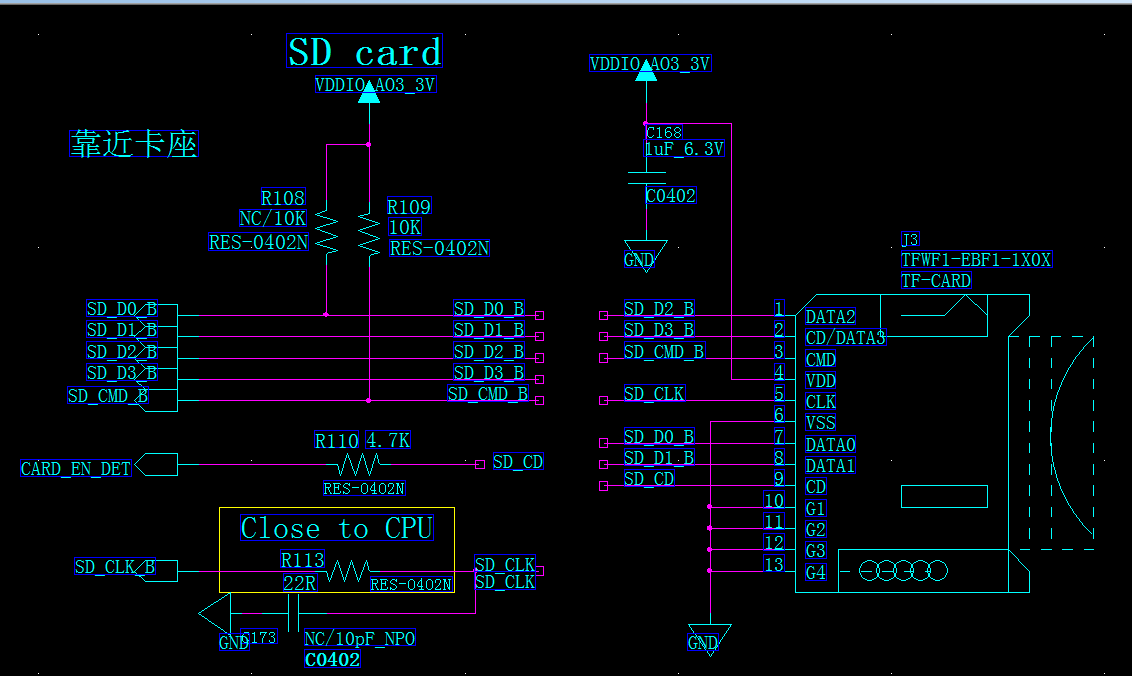 SD card
VDDIO_AO3_3V
靠近卡座
R108
NC/10K
RES-0402N
R109
10K
RES-0402N
SD_D0_B
SD_D1_B
SD_D2_B
SD_D3_B
SD_CMD_B
SD_D0_B
SD_D1_B
SD_D2_B
SD_D3_B
SD_CMD_B
CARD_EN_DET
R110 4.7K
RES-0402N
SD_CD
Close to CPU
SD_CLK_B
R113
22R
RES-0402N
SD_CLK
SD_CLK
GND
C173
NC/10pF_NPO
C0402
VDDIO_AO3_3V
C168
1uF_6.3V
C0402
GND
J3
TFWF1-EBF1-1X0X
TF-CARD
SD_D2_B 1 DATA2
SD_D3_B 2 CD/DATA3
SD_CMD_B 3 CMD
4 VDD
SD_CLK 5 CLK
6 VSS
SD_D0_B 7 DATA0
SD_D1_B 8 DATA1
SD_CD 9 CD
10 G1
11 G2
12 G3
13 G4
GND